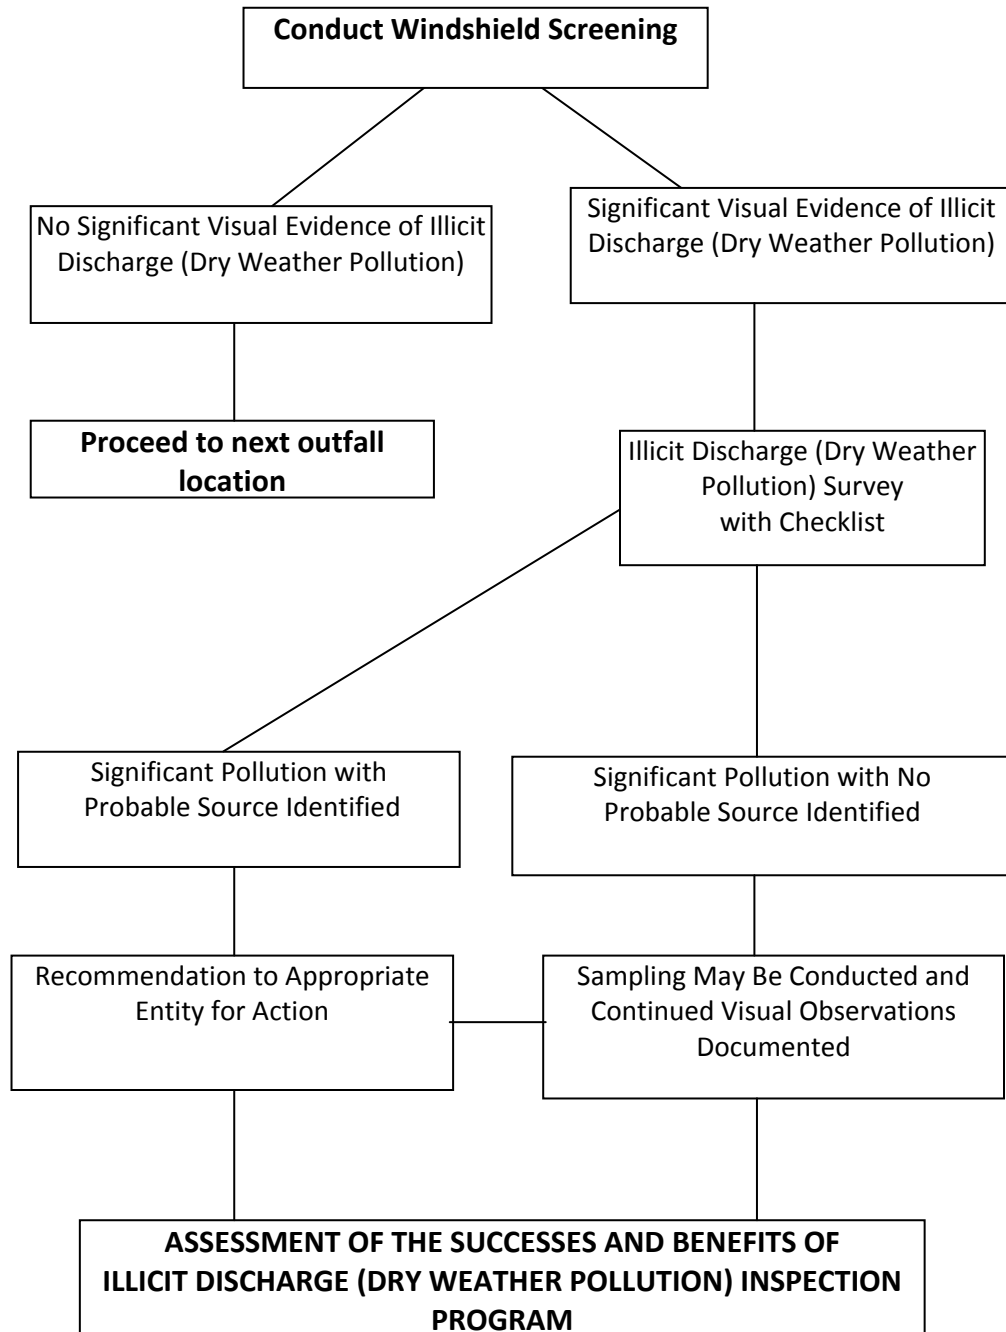 Conduct Windshield Screening
No Significant Visual Evidence of Illicit
Discharge (Dry Weather Pollution)
Significant Visual Evidence of Illicit
Discharge (Dry Weather Pollution)
Proceed to next outfall
location
Illicit Discharge (Dry Weather
Pollution) Survey
with Checklist
Significant Pollution with
Probable Source Identified
Significant Pollution with No
Probable Source Identified
Recommendation to Appropriate
Entity for Action
Sampling May Be Conducted and
Continued Visual Observations
Documented
ASSESSMENT OF THE SUCCESSES AND BENEFITS OF
ILLICIT DISCHARGE (DRY WEATHER POLLUTION) INSPECTION
PROGRAM